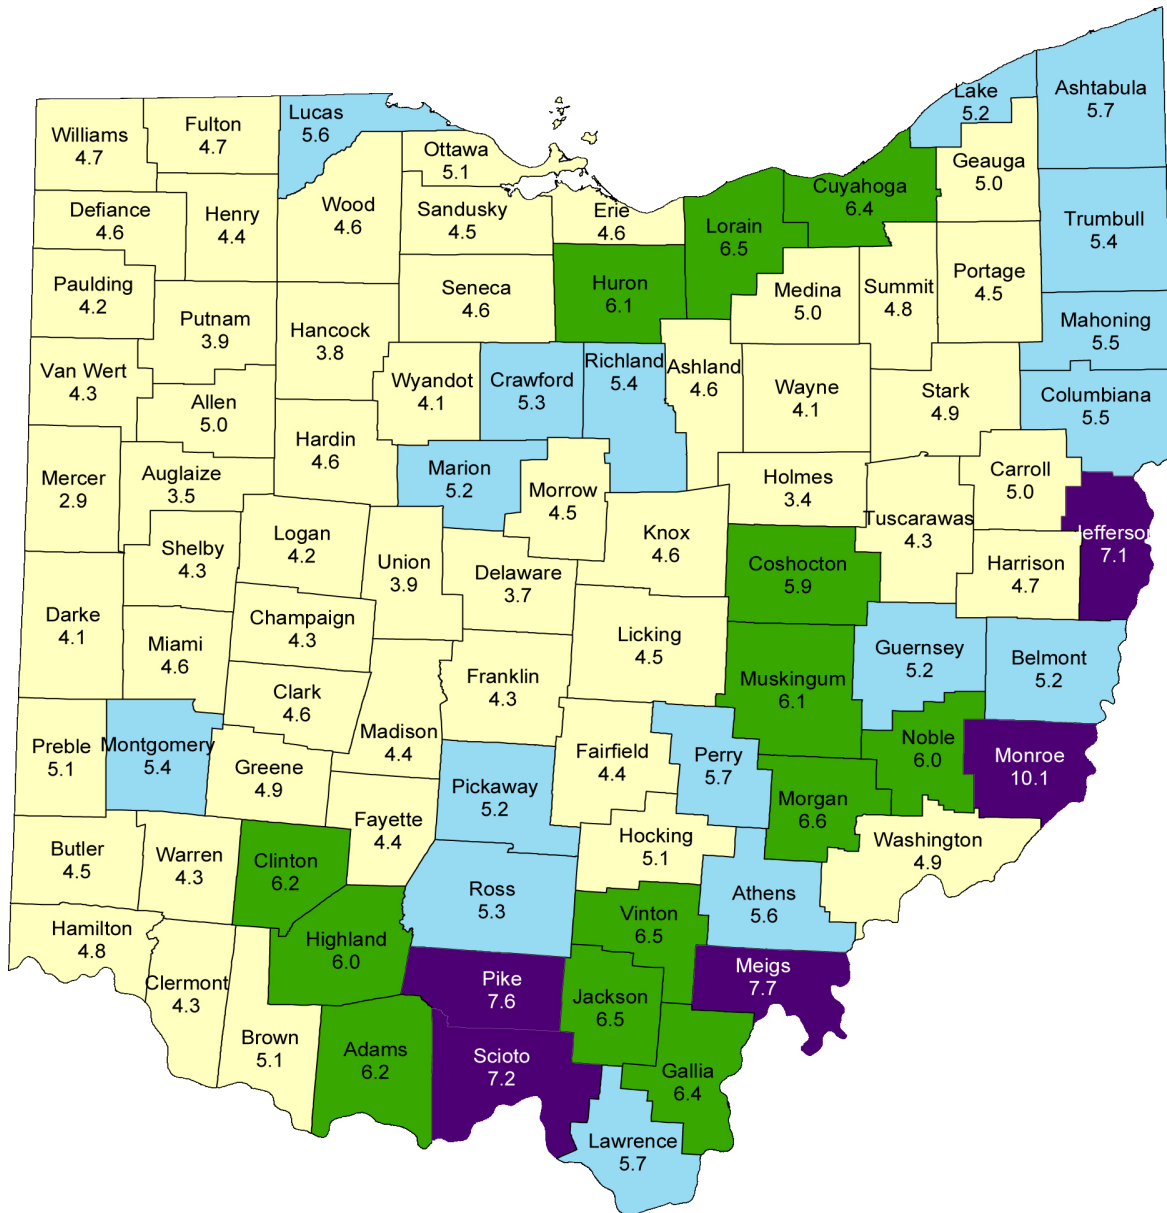 Williams
4.7
Fulton
4.7
Lucas
5.6
Ottawa
5.1
Lake
5.2
Ashtabula
5.7
Geauga
5.0
Cuyahoga
6.4
Defiance
4.6
Henry
4.4
Wood
4.6
Sandusky
4.5
Erie
4.6
Lorain
6.5
Trumbull
5.4
Paulding
4.2
Putnam
3.9
Hancock
3.8
Seneca
4.6
Huron
6.1
Medina
5.0
Summit
4.8
Portage
4.5
Mahoning
5.5
Van Wert
4.3
Allen
5.0
Wyandot
4.1
Crawford
5.3
Richland
5.4
Ashland
4.6
Wayne
4.1
Stark
4.9
Columbiana
5.5
Mercer
2.9
Auglaize
3.5
Hardin
4.6
Marion
5.2
Morrow
4.5
Holmes
3.4
Carroll
5.0
Tuscarawas
4.3
Jefferson
7.1
Shelby
4.3
Logan
4.2
Union
3.9
Delaware
3.7
Knox
4.6
Coshocton
5.9
Harrison
4.7
Darke
4.1
Miami
4.6
Champaign
4.3
Clark
4.6
Franklin
4.3
Licking
4.5
Muskingum
6.1
Guernsey
5.2
Belmont
5.2
Preble
5.1
Montgomery
5.4
Greene
4.9
Madison
4.4
Pickaway
5.2
Fairfield
4.4
Perry
5.7
Noble
6.0
Monroe
10.1
Morgan
6.6
Butler
4.5
Warren
4.3
Clinton
6.2
Fayette
4.4
Hocking
5.1
Washington
4.9
Ross
5.3
Athens
5.6
Vinton
6.5
Hamilton
4.8
Highland
6.0
Clermont
4.3
Pike
7.6
Jackson
6.5
Meigs
7.7
Brown
5.1
Adams
6.2
Scioto
7.2
Gallia
6.4
Lawrence
5.7